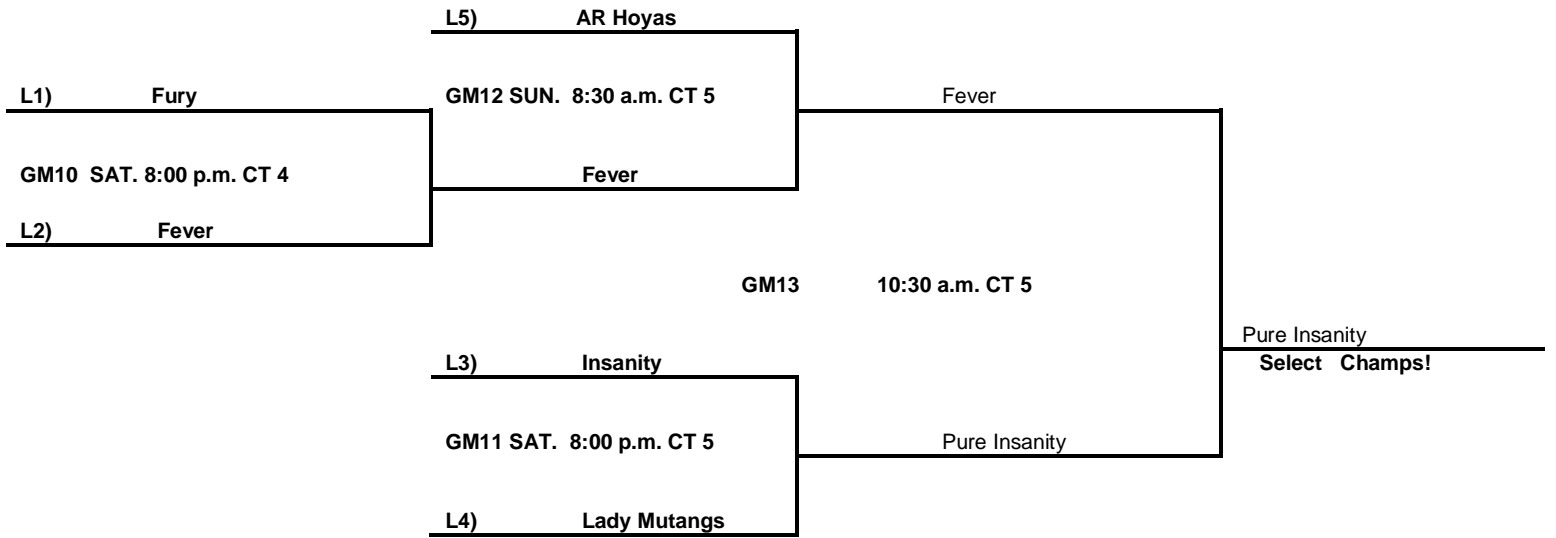 L5) AR Hoyas
L1) Fury
GM12 SUN. 8:30 a.m. CT 5
Fever
GM10 SAT. 8:00 p.m. CT 4
Fever
L2) Fever
GM13 10:30 a.m. CT 5
Pure Insanity
L3) Insanity
Select Champs!
GM11 SAT. 8:00 p.m. CT 5
Pure Insanity
L4) Lady Mutangs